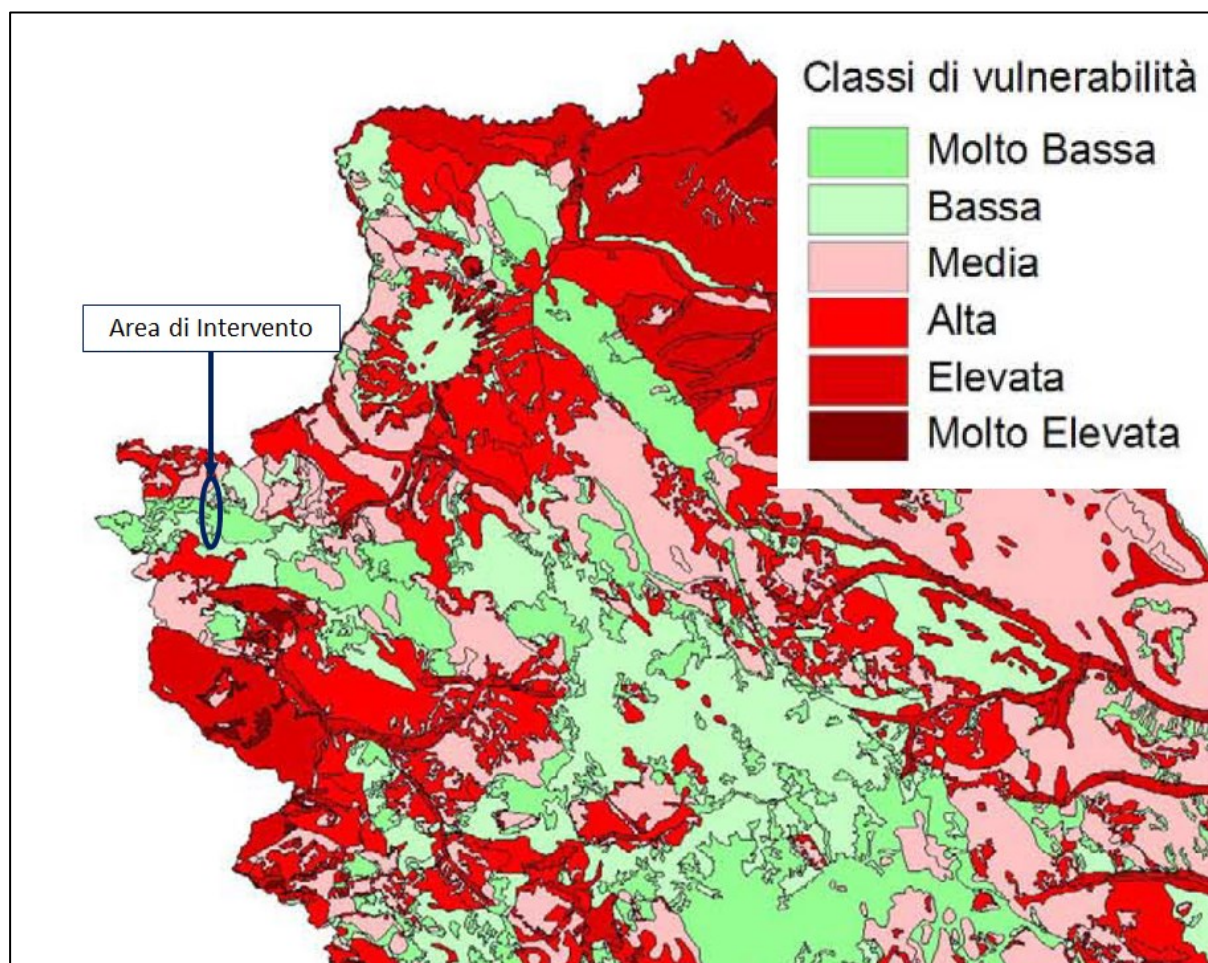 Classi di vulnerabilità
Molto Bassa
Bassa
Media
Alta
Elevata
Molto Elevata
Area di Intervento